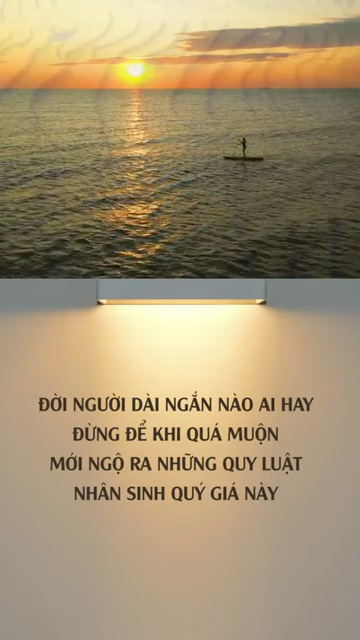 ĐỜI NGƯỜI DÀI NGẮN NÀO AI HAY
ĐỪNG ĐỂ KHI QUÁ MUỘN
MỚI NGỘ RA NHỮNG QUY LUẬT
NHÂN SINH QUÝ GIÁ NÀY